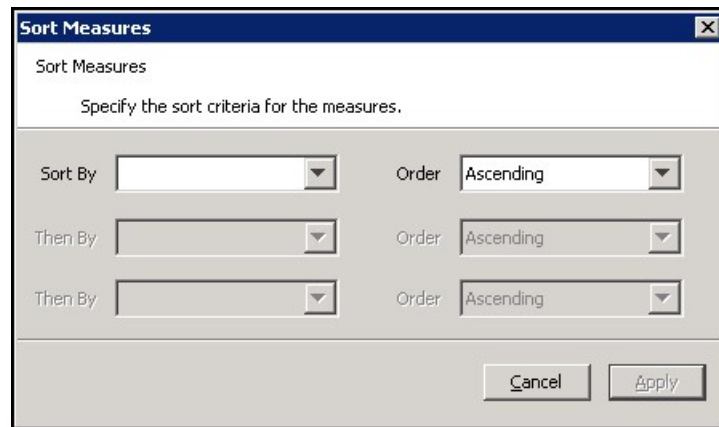 Sort Measures
Sort Measures
Specify the sort criteria for the measures.
Sort By Order Ascending
Then By Order Ascending
Then By Order Ascending
Cancel Apply